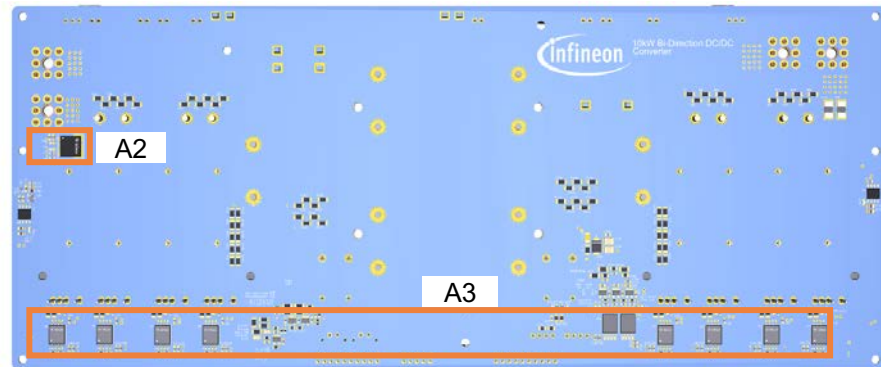 Infineon
10kW Bi-Direction DC/DC
Converter
A2
A3